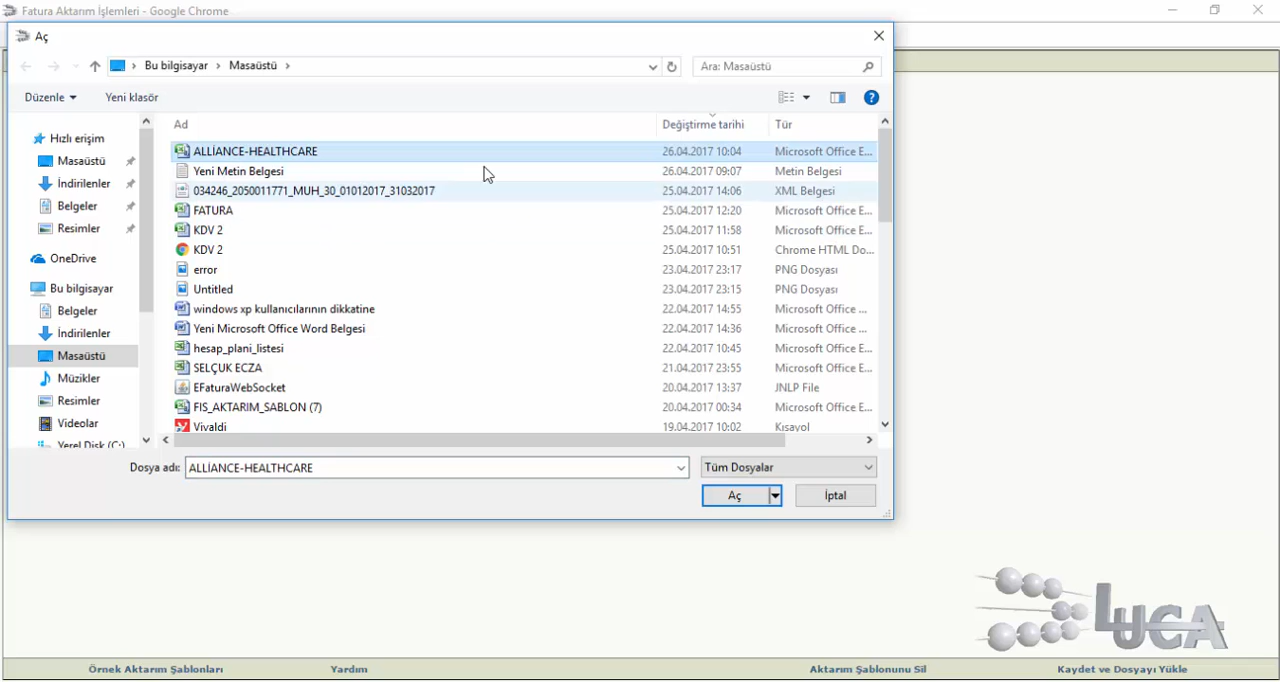 Fatura Aktarım İşlemleri - Google Chrome
Aç
Bu bilgisayar › Masaüstü ›
Ara: Masaüstü
Düzenle
Yeni klasör
Ad
Değiştirme tarihi
Tür
Hızlı erişim
Masaüstü
İndirilenler
Belgeler
Resimler
OneDrive
Bu bilgisayar
Belgeler
İndirilenler
Masaüstü
Müzikler
Resimler
Videolar
Yerel Disk (C:)
ALLİANCE-HEALTHCARE 26.04.2017 10:04 Microsoft Office E...
Yeni Metin Belgesi 26.04.2017 09:07 Metin Belgesi
034246_2050011771_MUH_30_01012017_31032017 25.04.2017 14:06 XML Belgesi
FATURA 25.04.2017 12:20 Microsoft Office E...
KDV 2 25.04.2017 11:58 Microsoft Office E...
KDV 2 25.04.2017 10:51 Chrome HTML Do...
error 23.04.2017 23:17 PNG Dosyası
Untitled 23.04.2017 23:15 PNG Dosyası
windows xp kullanıcılarının dikkatine 22.04.2017 14:55 Microsoft Office ...
Yeni Microsoft Office Word Belgesi 22.04.2017 14:36 Microsoft Office ...
hesap_plani_listesi 22.04.2017 10:45 Microsoft Office E...
SELÇUK ECZA 21.04.2017 23:55 Microsoft Office E...
EFaturaWebSocket 20.04.2017 13:37 JNLP File
FIS_AKTARIM_SABLON (7) 20.04.2017 00:34 Microsoft Office E...
Vivaldi 19.04.2017 10:02 Kısayol
Dosya adı: ALLİANCE-HEALTHCARE
Tüm Dosyalar
Aç
İptal
LUCA
Örnek Aktarım Şablonları
Yardım
Aktarım Şablonunu Sil
Kaydet ve Dosyayı Yükle